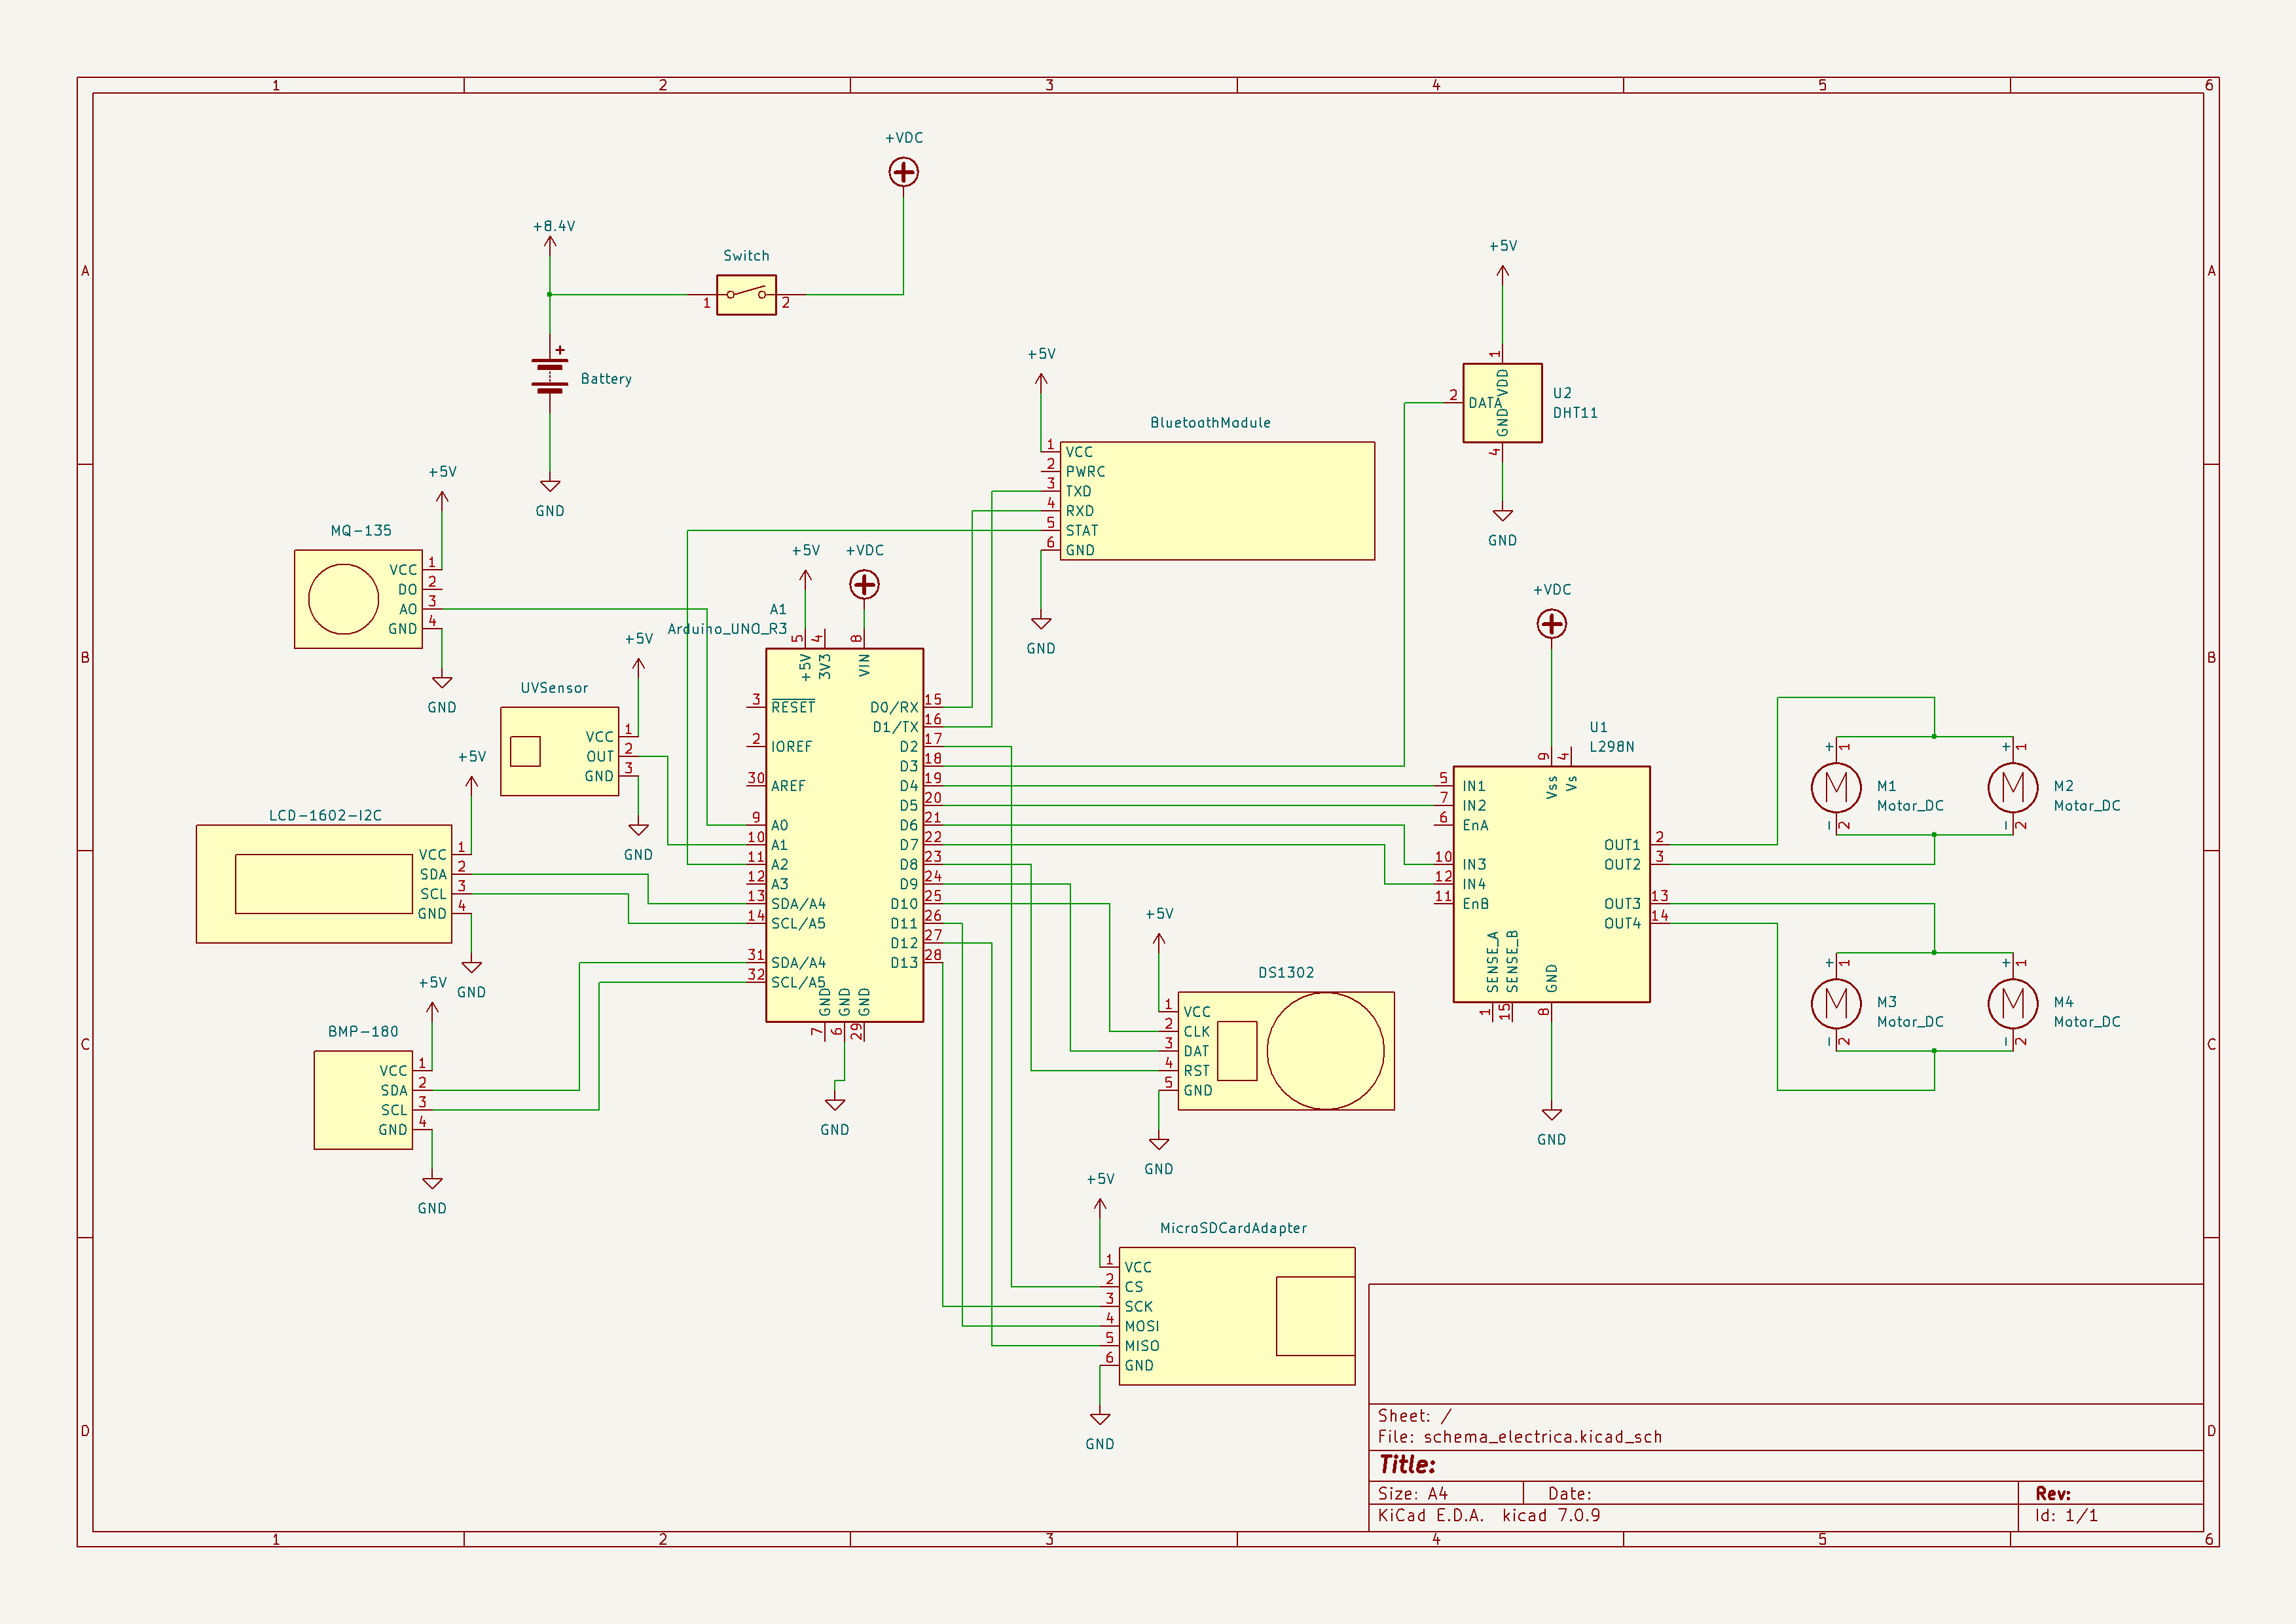 1 2 3 4 5 6
A
B
C
D
A
B
C
D
1 2 3 4 5 6
+VDC
+8.4V
Switch
1 2
+
Battery
GND
+5V
MQ-135
VCC 1
DO 2
AO 3
GND 4
GND
+5V
UVSensor
VCC 1
OUT 2
GND 3
GND
+5V
LCD-1602-I2C
VCC 1
SDA 2
SCL 3
GND 4
GND
+5V
BMP-180
VCC 1
SDA 2
SCL 3
GND 4
GND
+5V
+VDC
A1
Arduino_UNO_R3
5 4 8
+5V 3V3 VIN
3 RESET
2 IOREF
30 AREF
9 A0
10 A1
11 A2
12 A3
13 SDA/A4
14 SCL/A5
31 SDA/A4
32 SCL/A5
D0/RX 15
D1/TX 16
D2 17
D3 18
D4 19
D5 20
D6 21
D7 22
D8 23
D9 24
D10 25
D11 26
D12 27
D13 28
GND GND GND
7 6 29
GND
+5V
BluetoothModule
1 VCC
2 PWRC
3 TXD
4 RXD
5 STAT
6 GND
GND
+5V
1
VDD
2 DATA
GND
4
U2
DHT11
GND
+5V
DS1302
1 VCC
2 CLK
3 DAT
4 RST
5 GND
GND
+5V
MicroSDCardAdapter
1 VCC
2 CS
3 SCK
4 MOSI
5 MISO
6 GND
GND
+VDC
U1
L298N
9 4
Vss Vs
5 IN1
7 IN2
6 EnA
10 IN3
12 IN4
11 EnB
OUT1 2
OUT2 3
OUT3 13
OUT4 14
SENSE_A SENSE_B GND
1 15 8
GND
+ 1
M
M1
Motor_DC
− 2
+ 1
M
M2
Motor_DC
− 2
+ 1
M
M3
Motor_DC
− 2
+ 1
M
M4
Motor_DC
− 2
Sheet: /
File: schema_electrica.kicad_sch
Title:
Size: A4 Date: Rev:
KiCad E.D.A. kicad 7.0.9 Id: 1/1